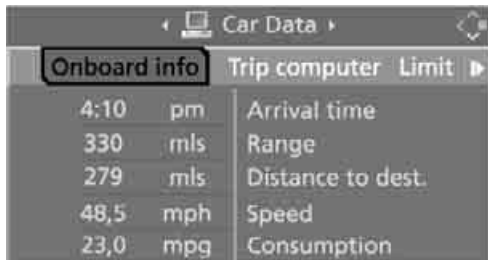 Car Data
Onboard info Trip computer Limit
4:10 pm Arrival time
330 mls Range
279 mls Distance to dest.
48,5 mph Speed
23,0 mpg Consumption